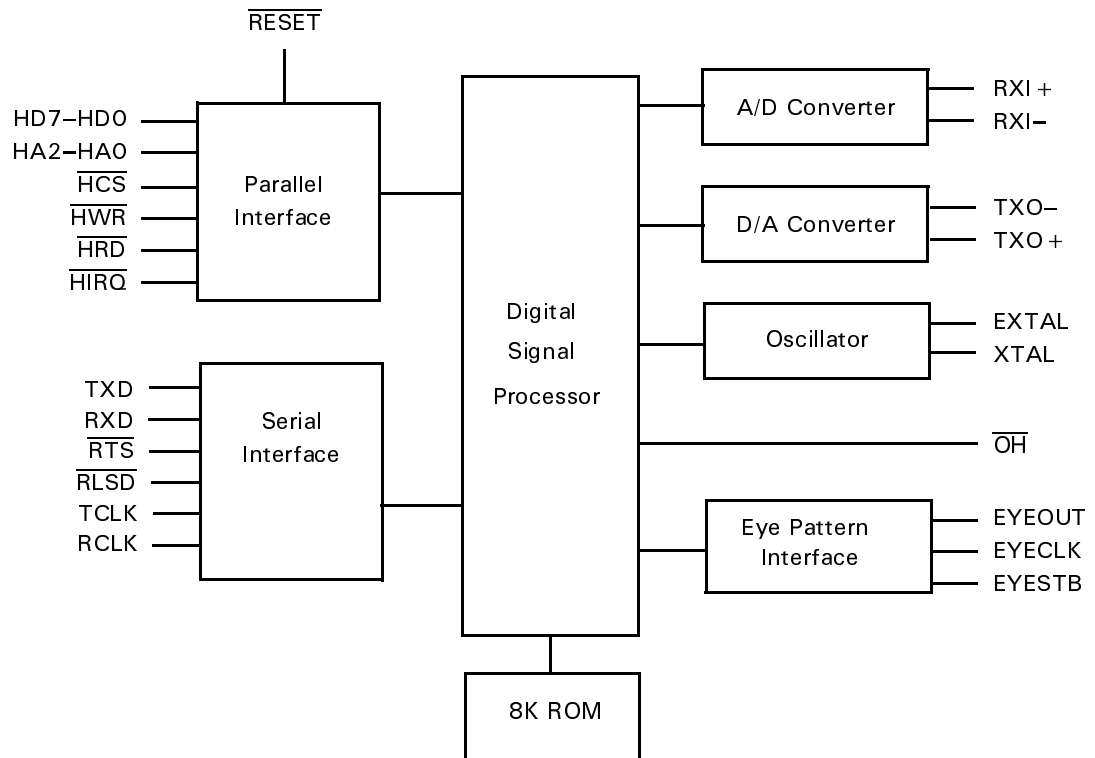 RESET
HD7–HD0
HA2–HA0
HCS
HWR
HRD
HIRQ
Parallel
Interface
TXD
RXD
RTS
RLSD
TCLK
RCLK
Serial
Interface
Digital
Signal
Processor
8K ROM
A/D Converter
RXI+
RXI–
D/A Converter
TXO–
TXO+
Oscillator
EXTAL
XTAL
OH
Eye Pattern
Interface
EYEOUT
EYECLK
EYESTB